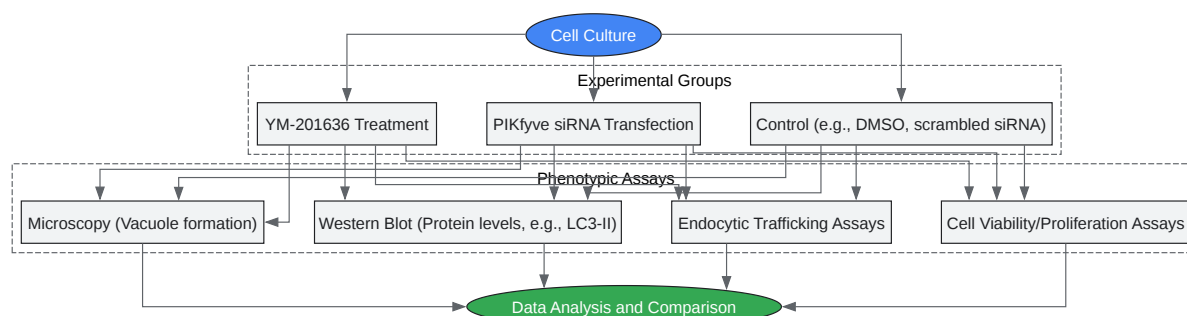 Cell Culture
Experimental Groups
YM-201636 Treatment
PIKfyve siRNA Transfection
Control (e.g., DMSO, scrambled siRNA)
Phenotypic Assays
Microscopy (Vacuole formation)
Western Blot (Protein levels, e.g., LC3-II)
Endocytic Trafficking Assays
Cell Viability/Proliferation Assays
Data Analysis and Comparison